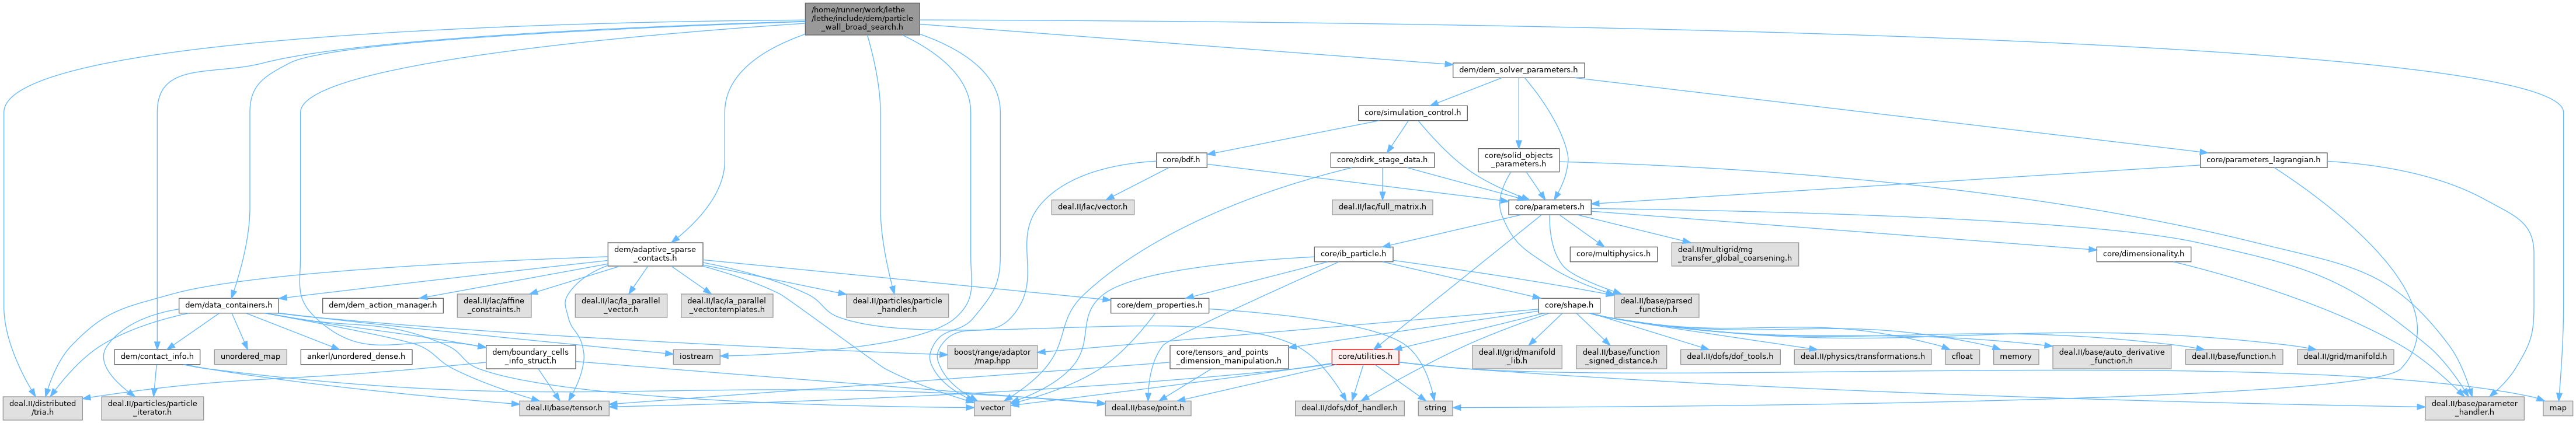 /home/runner/work/lethe
/lethe/include/dem/particle
_wall_broad_search.h
dem/dem_solver_parameters.h
core/simulation_control.h
core/bdf.h
core/sdirk_stage_data.h
core/solid_objects
_parameters.h
core/parameters_lagrangian.h
deal.II/lac/vector.h
deal.II/lac/full_matrix.h
core/parameters.h
dem/adaptive_sparse
_contacts.h
core/ib_particle.h
core/multiphysics.h
deal.II/multigrid/mg
_transfer_global_coarsening.h
core/dimensionality.h
dem/data_containers.h
dem/dem_action_manager.h
deal.II/lac/affine
_constraints.h
deal.II/lac/la_parallel
_vector.h
deal.II/lac/la_parallel
_vector.templates.h
deal.II/particles/particle
_handler.h
core/dem_properties.h
core/shape.h
deal.II/base/parsed
_function.h
dem/contact_info.h
unordered_map
ankerl/unordered_dense.h
dem/boundary_cells
_info_struct.h
iostream
boost/range/adaptor
/map.hpp
core/tensors_and_points
_dimension_manipulation.h
core/utilities.h
deal.II/grid/manifold
_lib.h
deal.II/base/function
_signed_distance.h
deal.II/dofs/dof_tools.h
deal.II/physics/transformations.h
cfloat
memory
deal.II/base/auto_derivative
_function.h
deal.II/base/function.h
deal.II/grid/manifold.h
deal.II/distributed
/tria.h
deal.II/particles/particle
_iterator.h
deal.II/base/tensor.h
vector
deal.II/base/point.h
deal.II/dofs/dof_handler.h
string
deal.II/base/parameter
_handler.h
map